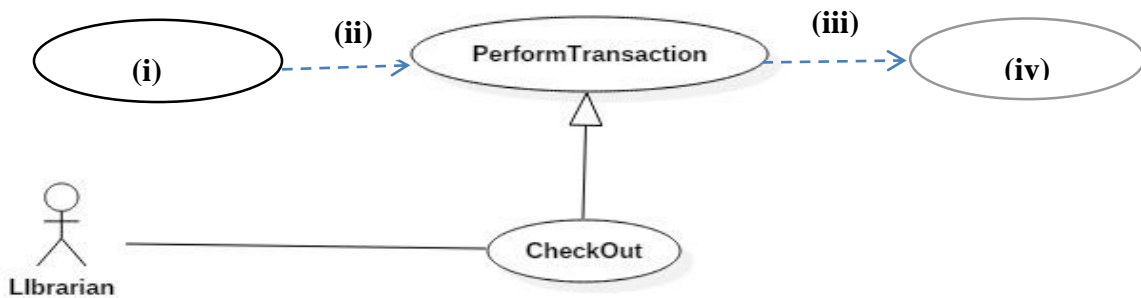 (ii)
(iii)
(i)
PerformTransaction
(iv)
CheckOut
LIbrarian